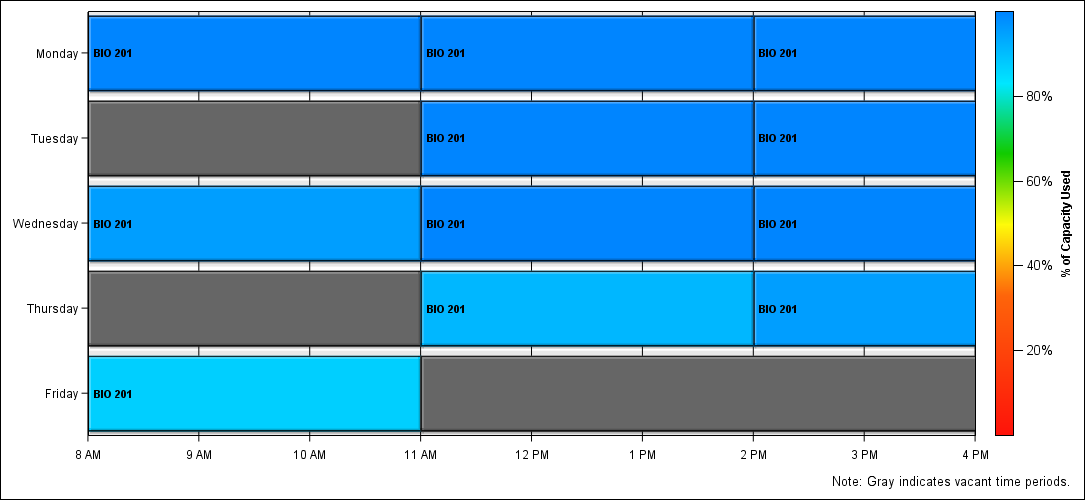 Monday
BIO 201
BIO 201
BIO 201
Tuesday
BIO 201
BIO 201
Wednesday
BIO 201
BIO 201
BIO 201
Thursday
BIO 201
BIO 201
Friday
BIO 201
8 AM
9 AM
10 AM
11 AM
12 PM
1 PM
2 PM
3 PM
4 PM
80%
60%
40%
20%
% of Capacity Used
Note: Gray indicates vacant time periods.